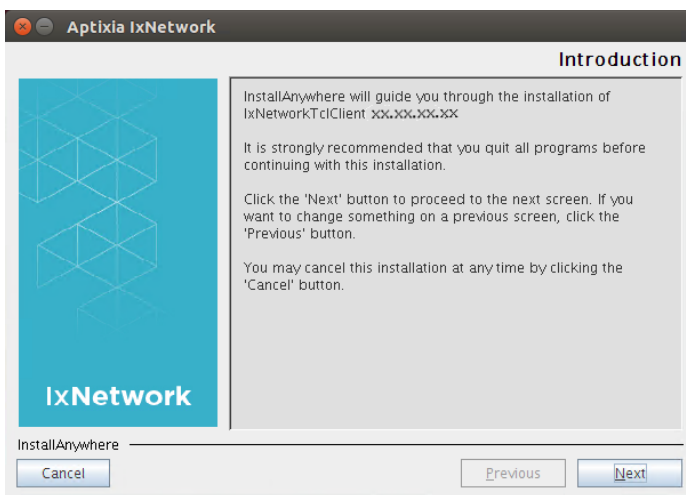 Aptixia IxNetwork
Introduction
InstallAnywhere will guide you through the installation of
IxNetworkTclClient xx.xx.xx.xx
It is strongly recommended that you quit all programs before
continuing with this installation.
Click the 'Next' button to proceed to the next screen. If you
want to change something on a previous screen, click the
'Previous' button.
You may cancel this installation at any time by clicking the
'Cancel' button.
IxNetwork
InstallAnywhere
Cancel
Previous
Next